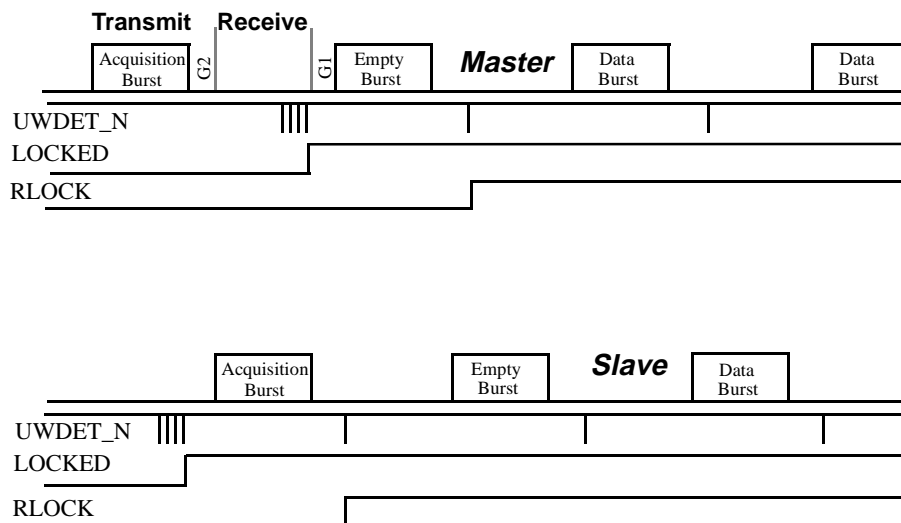 Transmit Receive
Acquisition
Burst
G2
G1
Empty
Burst
Master
Data
Burst
Data
Burst
UWDET_N
LOCKED
RLOCK
Acquisition
Burst
Empty
Burst
Slave
Data
Burst
UWDET_N
LOCKED
RLOCK